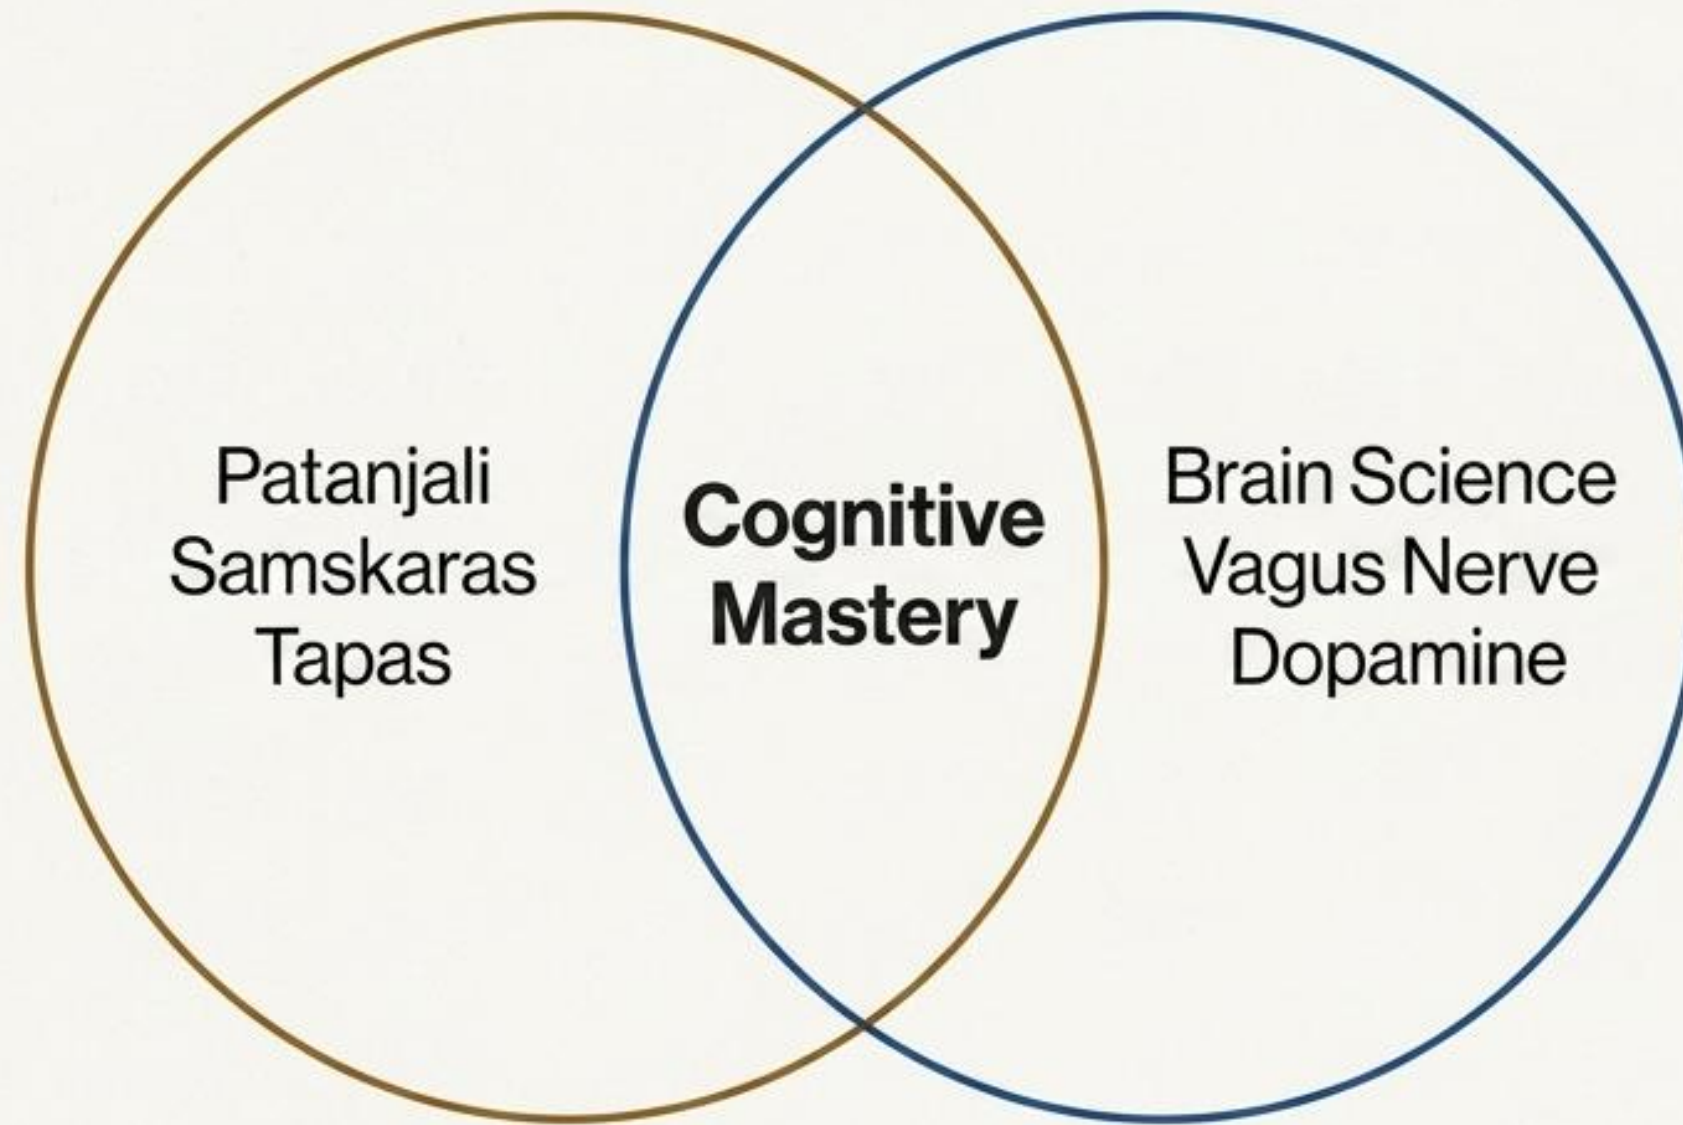 Patanjali
Samskaras
Tapas
Cognitive
Mastery
Brain Science
Vagus Nerve
Dopamine